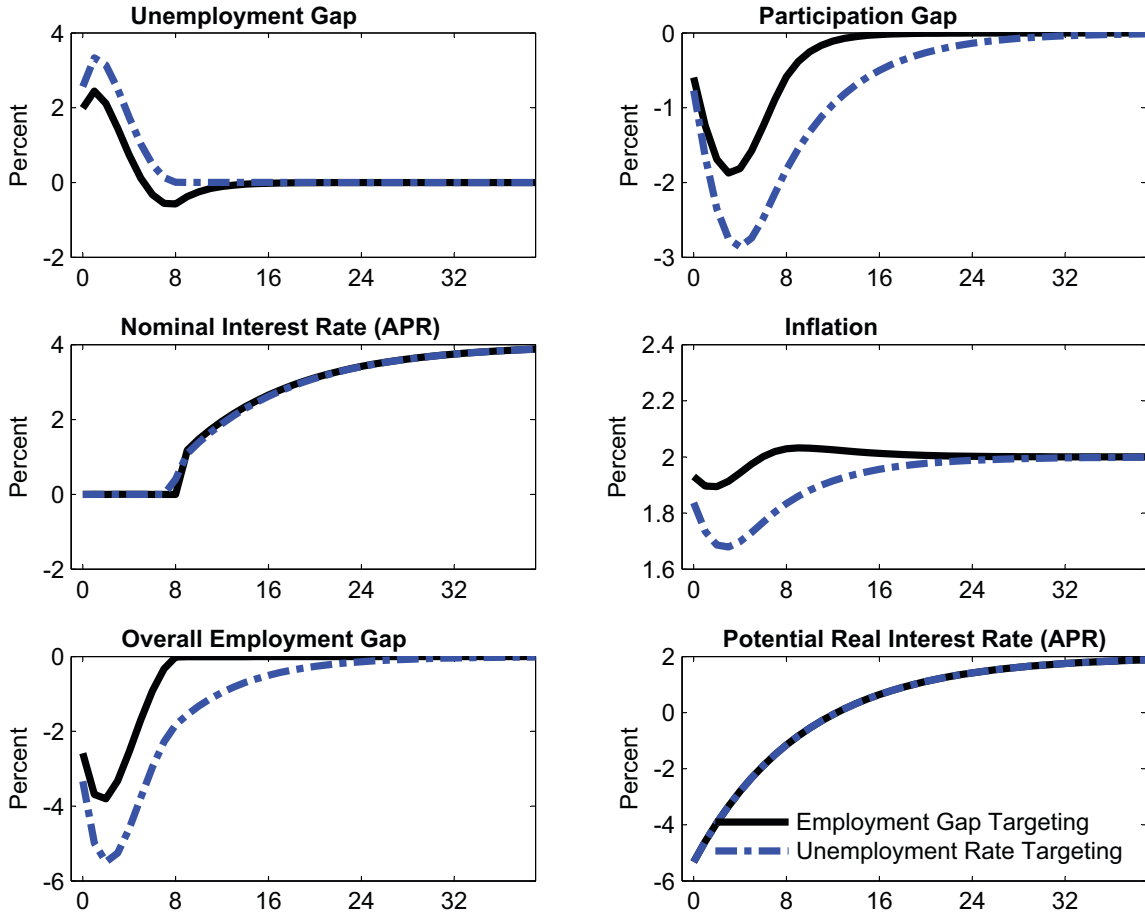 Unemployment Gap
Percent
4
2
0
-2
0 8 16 24 32
Participation Gap
Percent
0
-1
-2
-3
0 8 16 24 32
Nominal Interest Rate (APR)
Percent
4
2
0
-2
0 8 16 24 32
Inflation
Percent
2.4
2.2
2
1.8
1.6
0 8 16 24 32
Overall Employment Gap
Percent
0
-2
-4
-6
0 8 16 24 32
Potential Real Interest Rate (APR)
Percent
2
0
-2
-4
-6
Employment Gap Targeting
Unemployment Rate Targeting
0 8 16 24 32